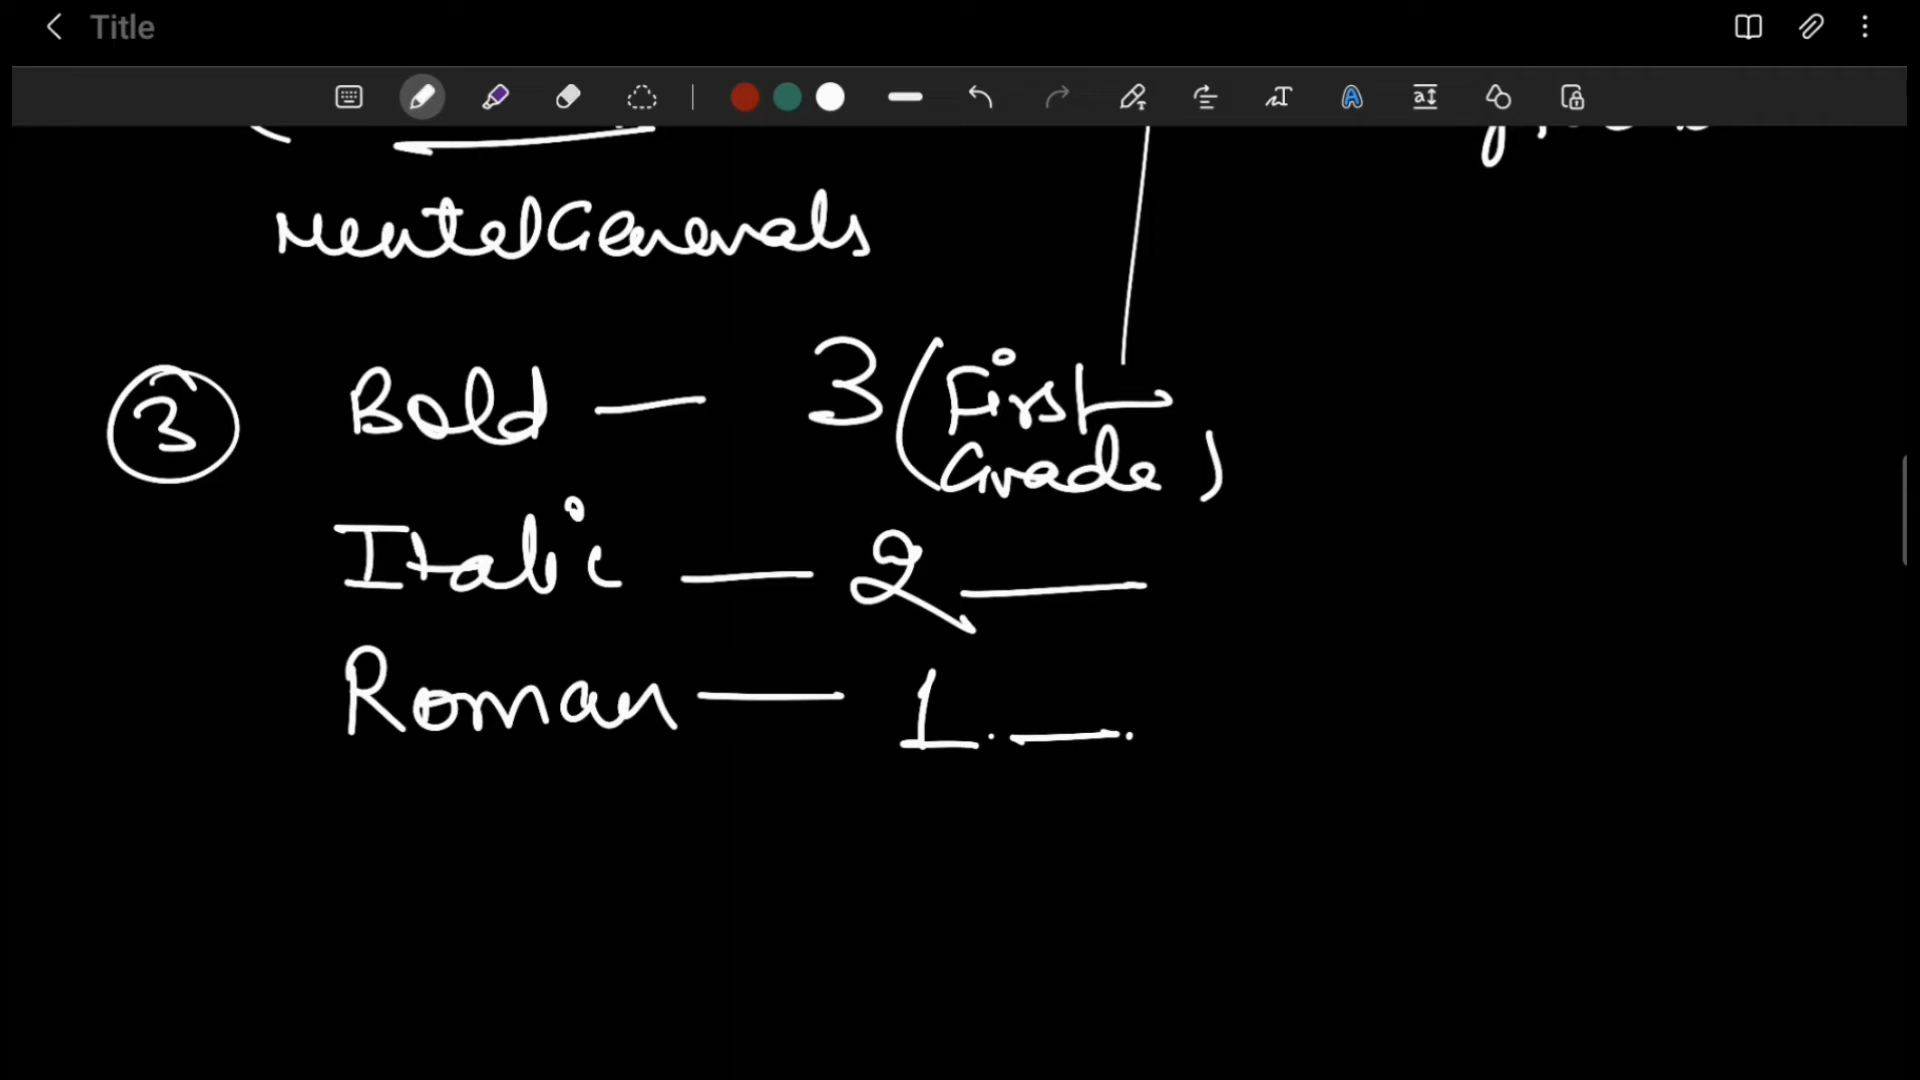 Title
MentalGenerals
3 Bold — 3 (First
Grade)
Italic — 2 —
Roman — 1. —.